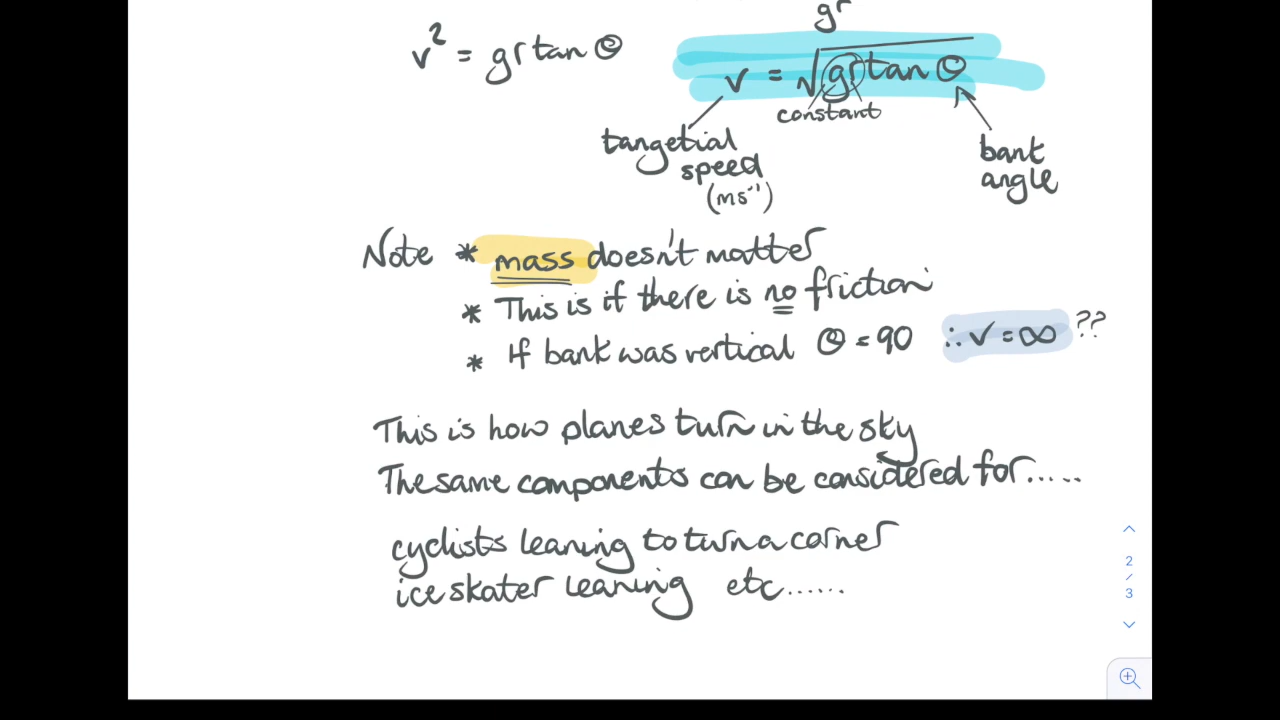 gr
v² = gr tan θ
v = √gr tan θ
constant
tangetial
speed
(ms⁻¹)
bank
angle
Note * mass doesn't matter
* This is if there is no friction
* If bank was vertical θ = 90 ∴ v = ∞ ??
This is how planes turn in the sky
The same components can be considered for.....
cyclists leaning to turn a corner
ice skater leaning etc......
2
/
3